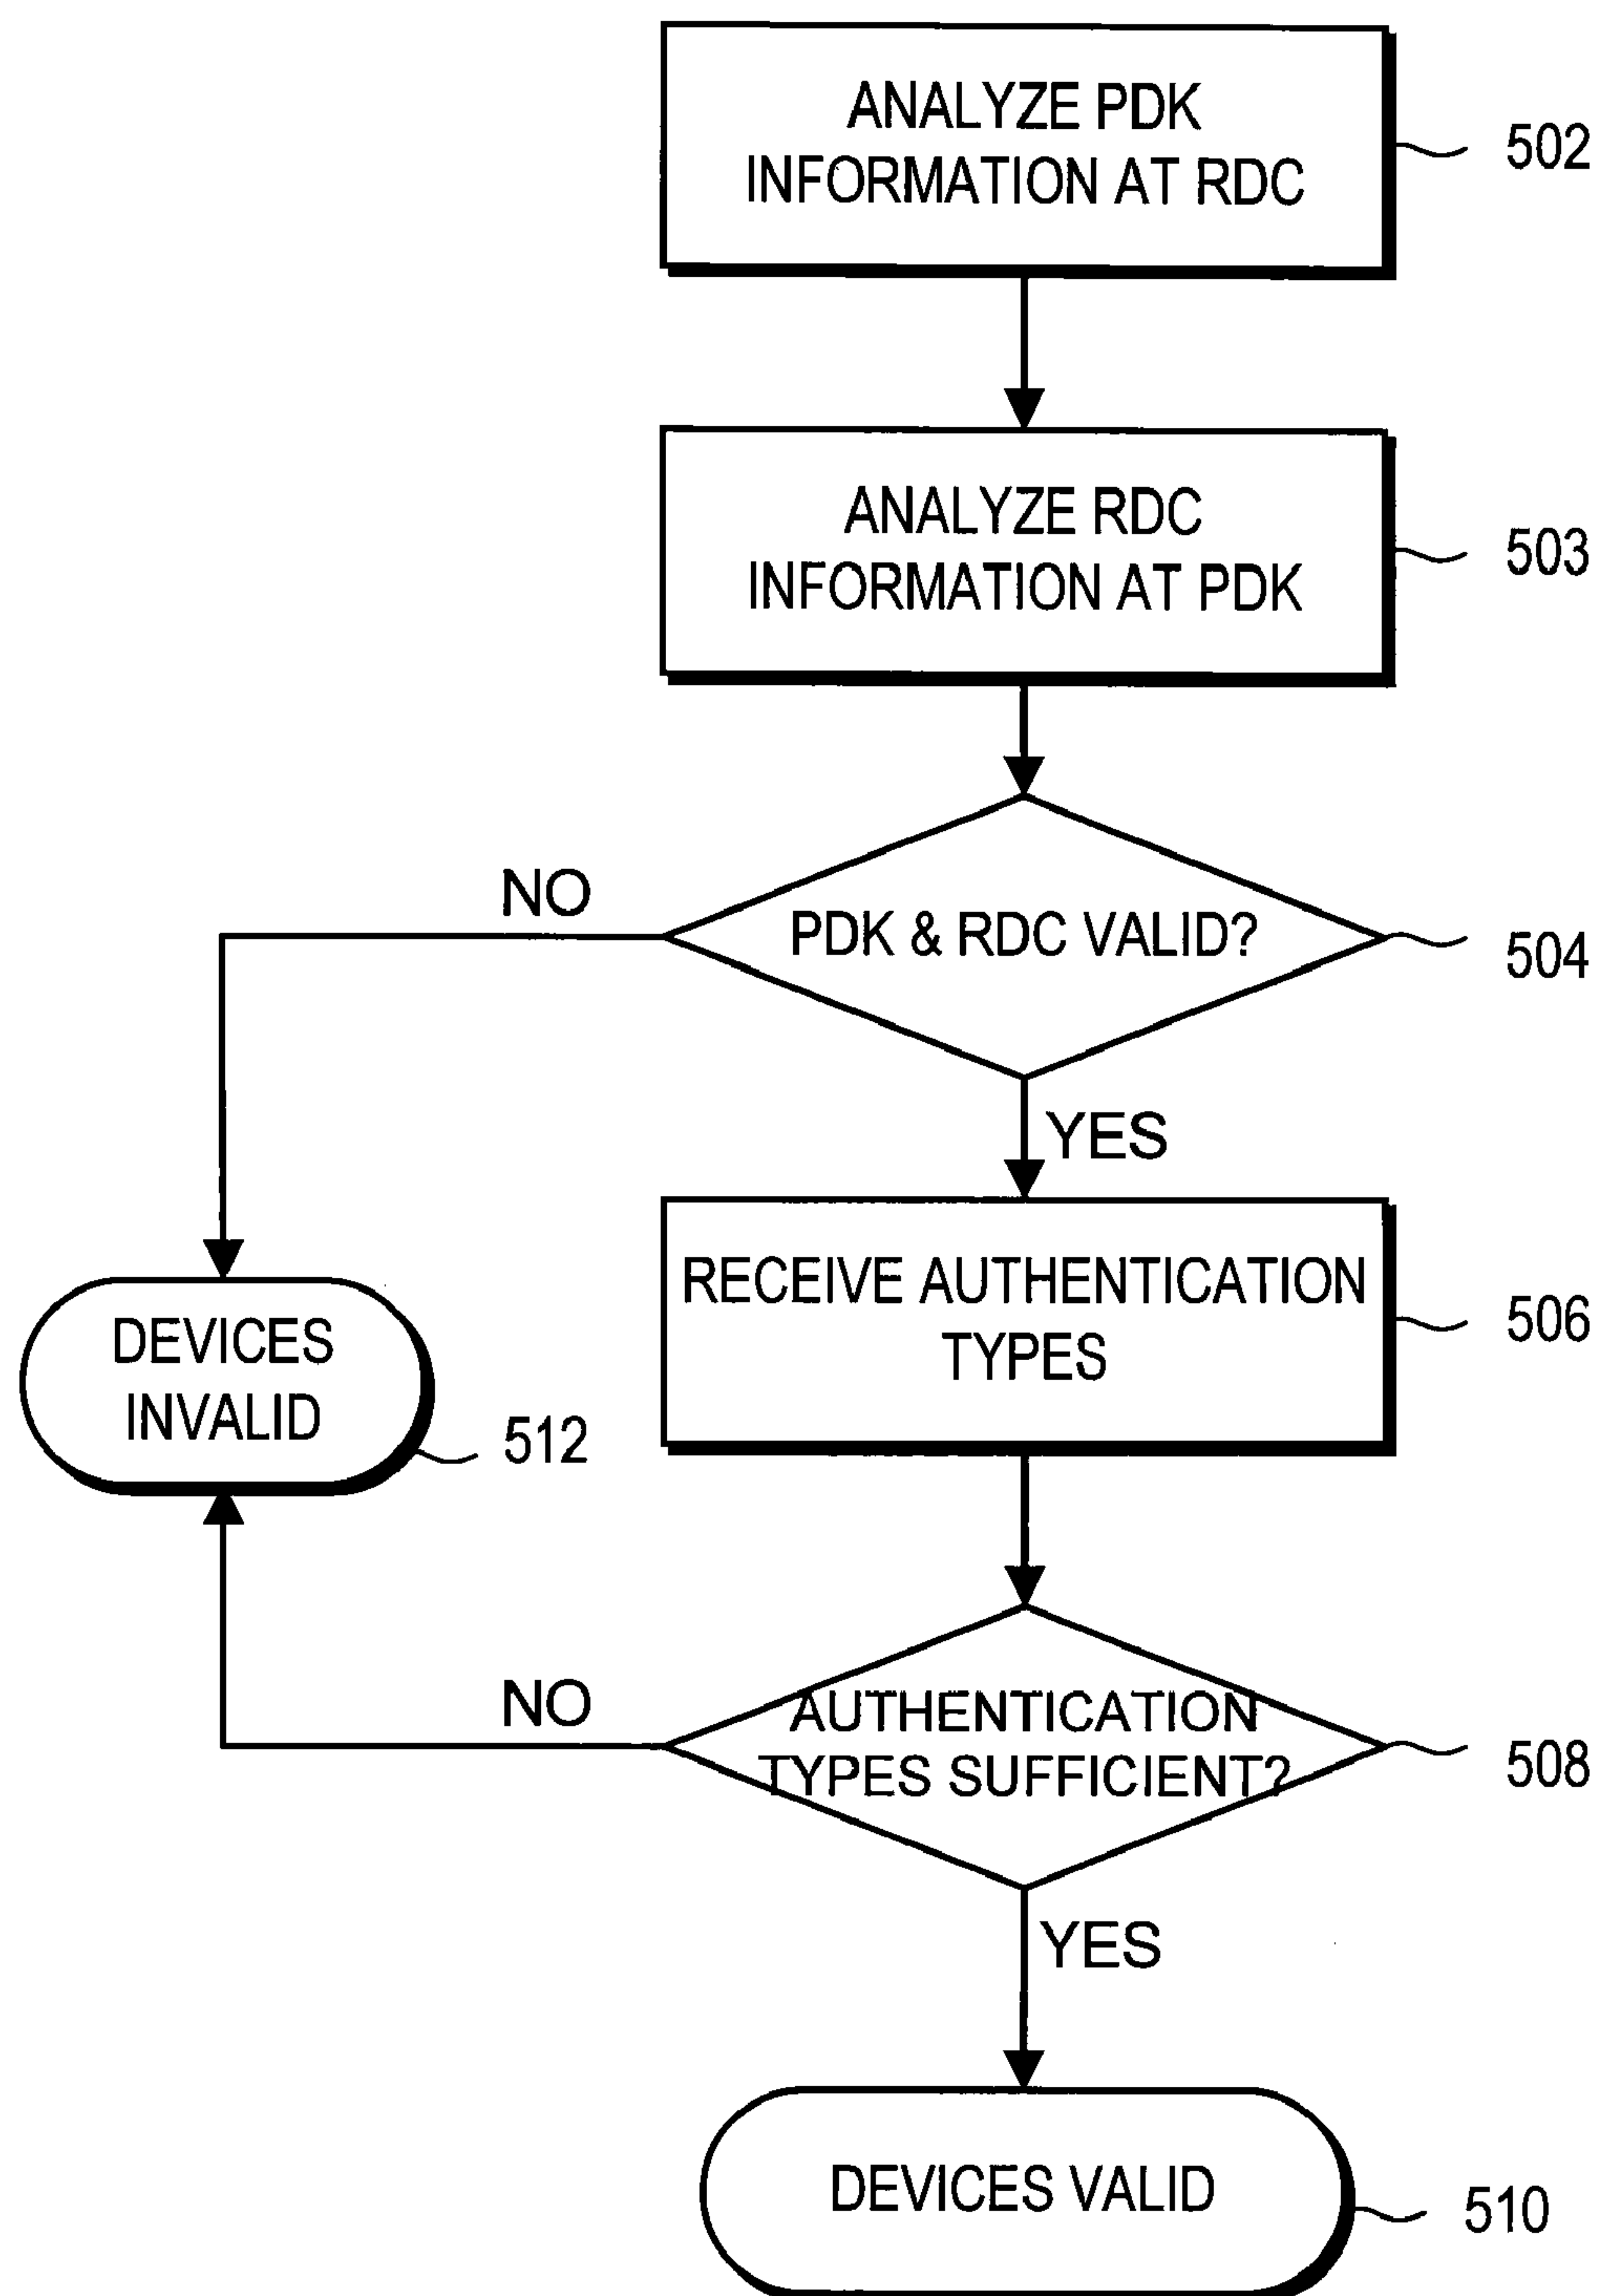 ANALYZE PDK
INFORMATION AT RDC
502
ANALYZE RDC
INFORMATION AT PDK
503
NO
PDK & RDC VALID?
504
YES
RECEIVE AUTHENTICATION
TYPES
506
DEVICES
INVALID
512
NO
AUTHENTICATION
TYPES SUFFICIENT?
508
YES
DEVICES VALID
510